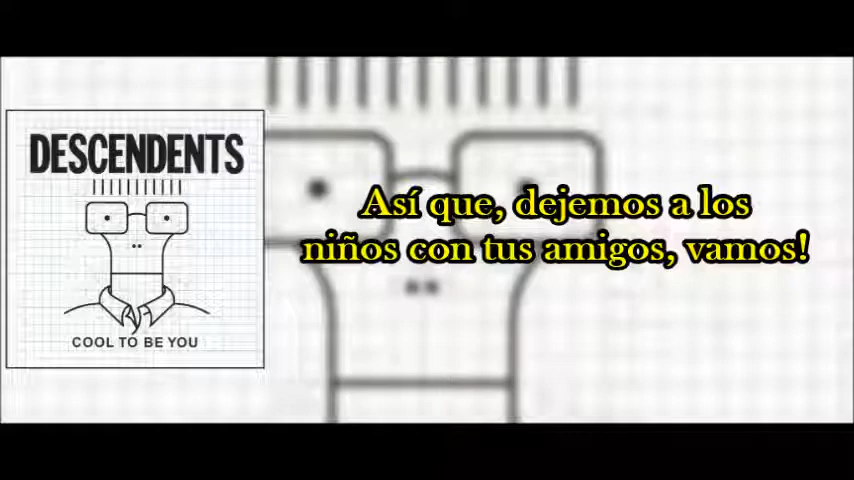 DESCENDENTS
COOL TO BE YOU
Así que, dejemos a los
niños con tus amigos, vamos!